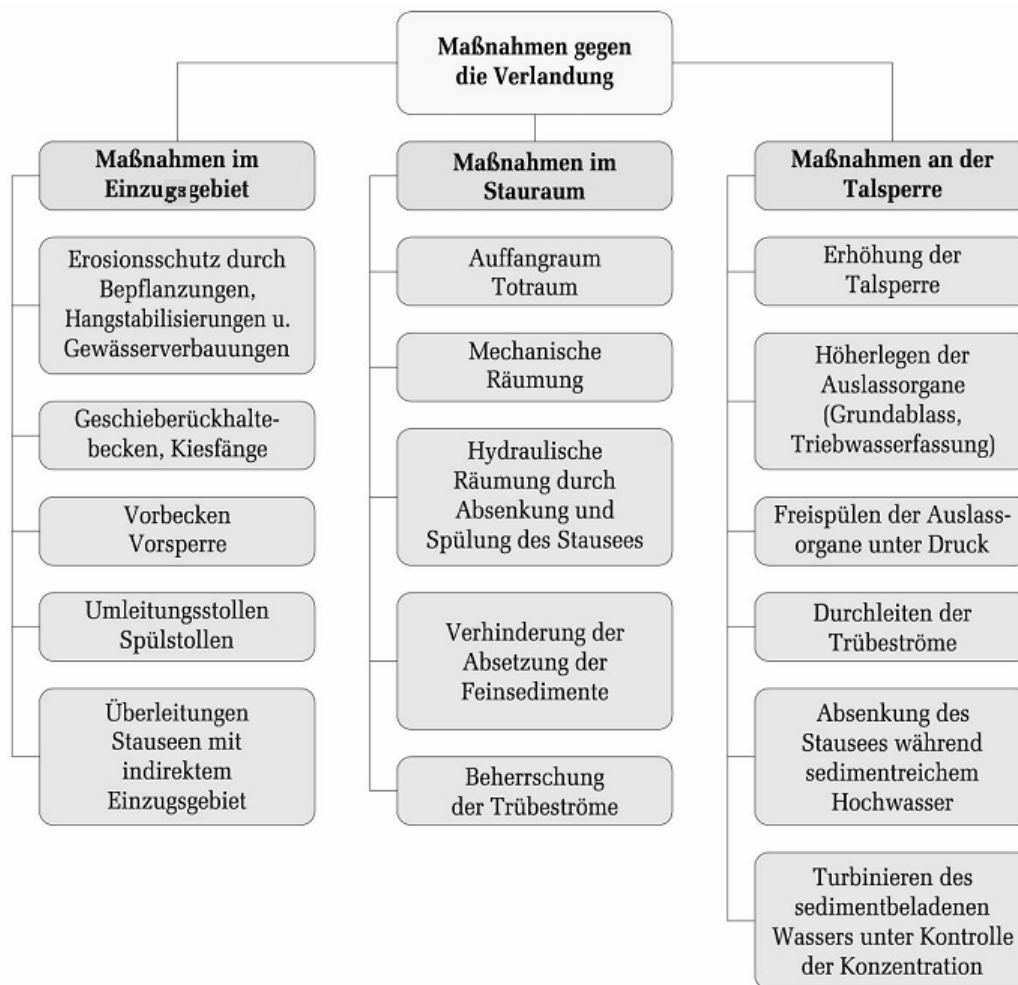 Maßnahmen gegen
die Verlandung
Maßnahmen im
Einzugsgebiet
Erosionsschutz durch
Bepflanzungen,
Hangstabilisierungen u.
Gewässerverbauungen
Geschieberückhalte-
becken, Kiesfänge
Vorbecken
Vorsperre
Umleitungsstollen
Spülstollen
Überleitungen
Stauseen mit
indirektem
Einzugsgebiet
Maßnahmen im
Stauraum
Auffangraum
Totraum
Mechanische
Räumung
Hydraulische
Räumung durch
Absenkung und
Spülung des Stausees
Verhinderung der
Absetzung der
Feinsedimente
Beherrschung
der Trübeströme
Maßnahmen an der
Talsperre
Erhöhung der
Talsperre
Höherlegen der
Auslassorgane
(Grundablass,
Triebwasserfassung)
Freispülen der Auslass-
organe unter Druck
Durchleiten der
Trübeströme
Absenkung des
Stausees während
sedimentreichem
Hochwasser
Turbinieren des
sedimentbeladenen
Wassers unter Kontrolle
der Konzentration